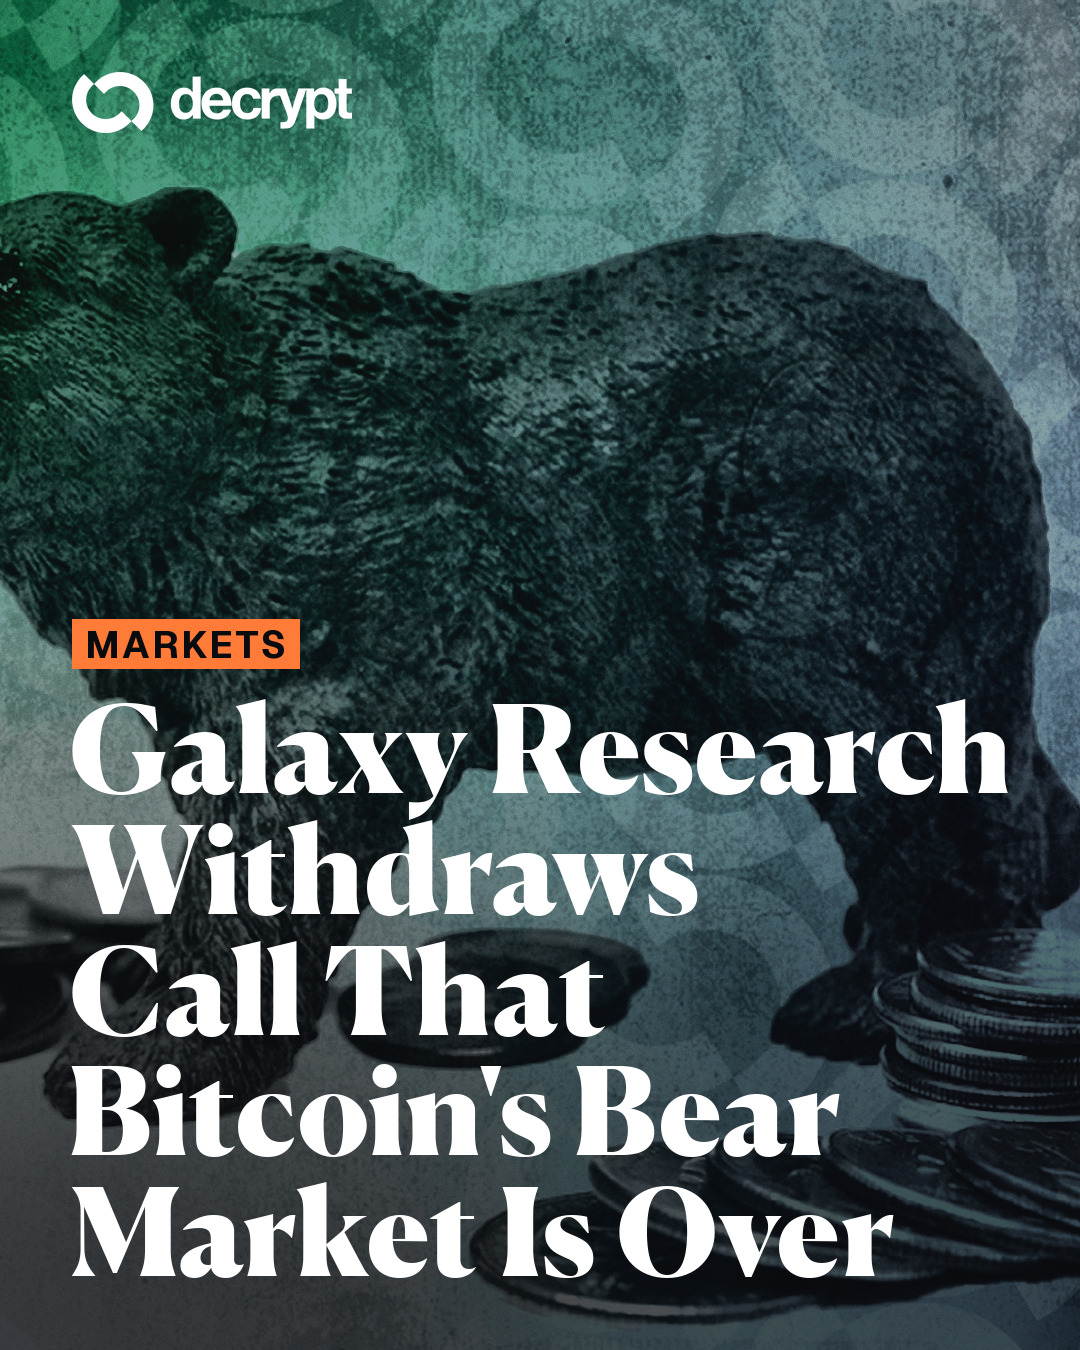 decrypt
MARKETS
Galaxy Research
Withdraws
Call That
Bitcoin's Bear
Market Is Over